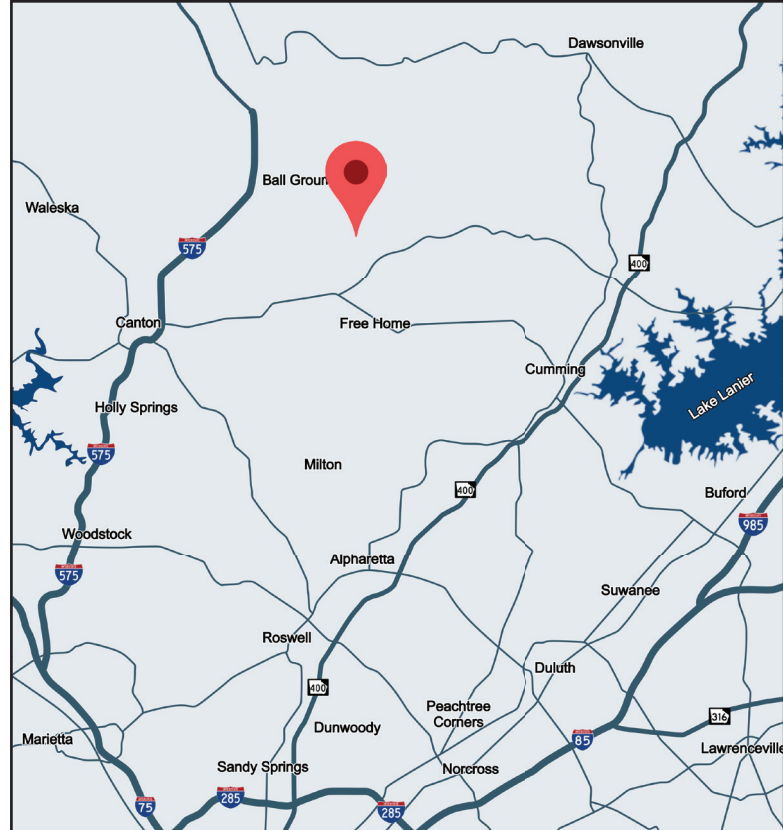 Dawsonville
Ball Groun
Waleska
575
400
Canton
Free Home
Cumming
Lake Lanier
Holly Springs
575
Milton
400
Buford
985
Woodstock
Alpharetta
575
Suwanee
Roswell
Duluth
400
Peachtree
Corners
316
Dunwoody
85
Marietta
Lawrenceville
Sandy Springs
Norcross
285
75
285